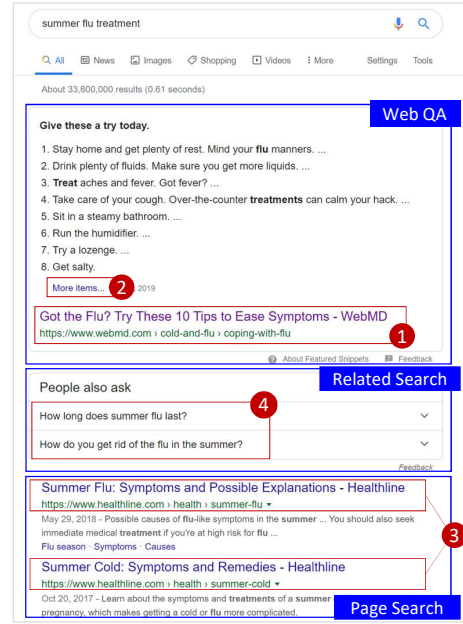 summer flu treatment
All News Images Shopping Videos More Settings Tools
About 33,600,000 results (0.61 seconds)
Web QA
Give these a try today.
1. Stay home and get plenty of rest. Mind your flu manners. ...
2. Drink plenty of fluids. Make sure you get more liquids. ...
3. Treat aches and fever. Got fever? ...
4. Take care of your cough. Over-the-counter treatments can calm your hack. ...
5. Sit in a steamy bathroom. ...
6. Run the humidifier. ...
7. Try a lozenge. ...
8. Get salty.
More items... 2 2019
Got the Flu? Try These 10 Tips to Ease Symptoms - WebMD
https://www.webmd.com › cold-and-flu › coping-with-flu
1
About Featured Snippets Feedback
Related Search
People also ask
4
How long does summer flu last?
How do you get rid of the flu in the summer?
Feedback
Summer Flu: Symptoms and Possible Explanations - Healthline
https://www.healthline.com › health › summer-flu
May 29, 2018 - Possible causes of flu-like symptoms in the summer ... You should also seek
immediate medical treatment if you're at high risk for flu ...
3
Flu season · Symptoms · Causes
Summer Cold: Symptoms and Remedies - Healthline
https://www.healthline.com › health › summer-cold
Oct 20, 2017 - Learn about the symptoms and treatments of a summer
pregnancy, which makes getting a cold or flu more complicated.
Page Search